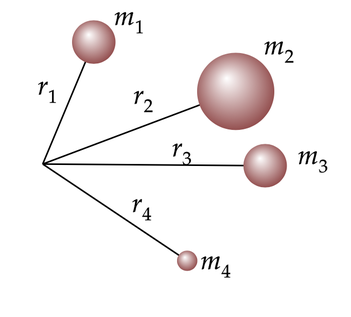 m₁
m₂
r₁
r₂
r₃
m₃
r₄
m₄